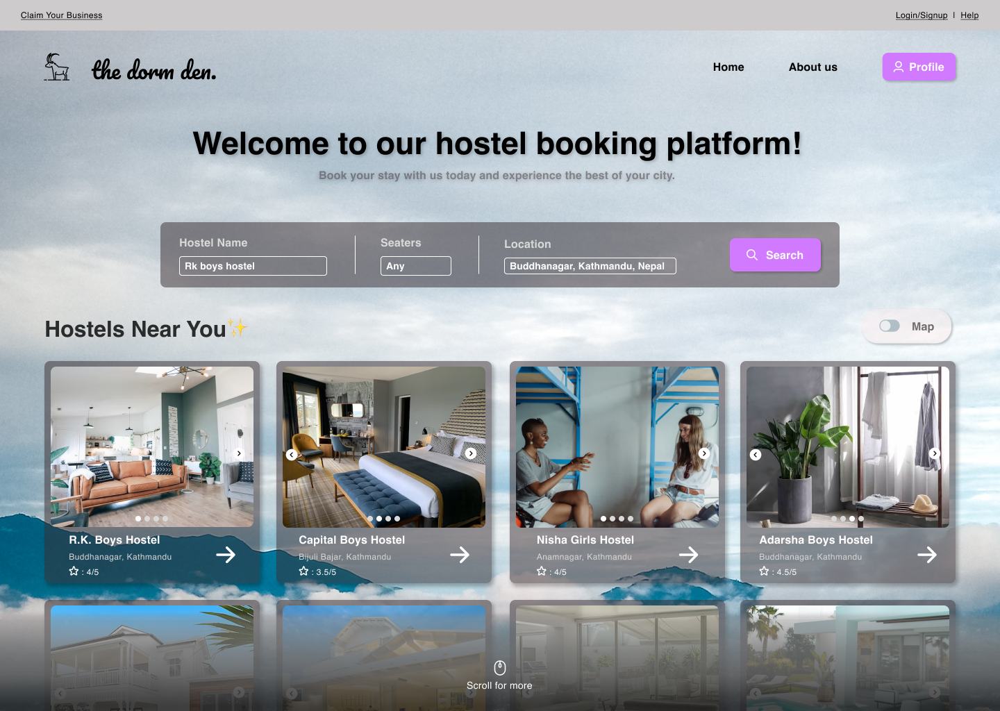 Claim Your Business
Login/Signup | Help
the dorm den.
Home
About us
Profile
Welcome to our hostel booking platform!
Book your stay with us today and experience the best of your city.
Hostel Name
Rk boys hostel
Seaters
Any
Location
Buddhanagar, Kathmandu, Nepal
Search
Hostels Near You✨
Map
R.K. Boys Hostel
Buddhanagar, Kathmandu
: 4/5
Capital Boys Hostel
Bijuli Bajar, Kathmandu
: 3.5/5
Nisha Girls Hostel
Anamnagar, Kathmandu
: 4/5
Adarsha Boys Hostel
Buddhanagar, Kathmandu
: 4.5/5
Scroll for more